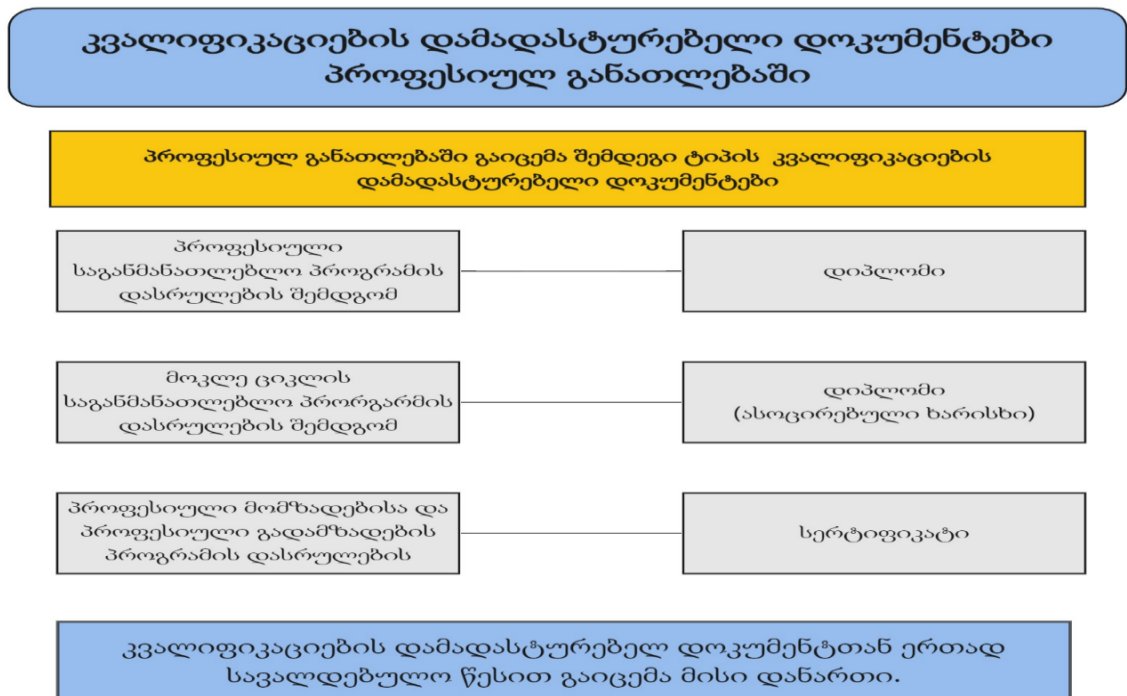 კვალიფიკაციების დამადასტურებელი დოკუმენტები
პროფესიულ განათლებაში
პროფესიულ განათლებაში გაიცემა შემდეგი ტიპის კვალიფიკაციების
დამადასტურებელი დოკუმენტები
პროფესიული
საგანმანათლებლო პროგრამის
დასრულების შემდგომ
დიპლომი
მოკლე ციკლის
საგანმანათლებლო პრორგარმის
დასრულების შემდგომ
დიპლომი
(ასოცირებული ხარისხი)
პროფესიული მომზადებისა და
პროფესიული გადამზადების
პროგრამის დასრულების
სერტიფიკატი
კვალიფიკაციების დამადასტურებელ დოკუმენტთან ერთად
სავალდებულო წესით გაიცემა მისი დანართი.